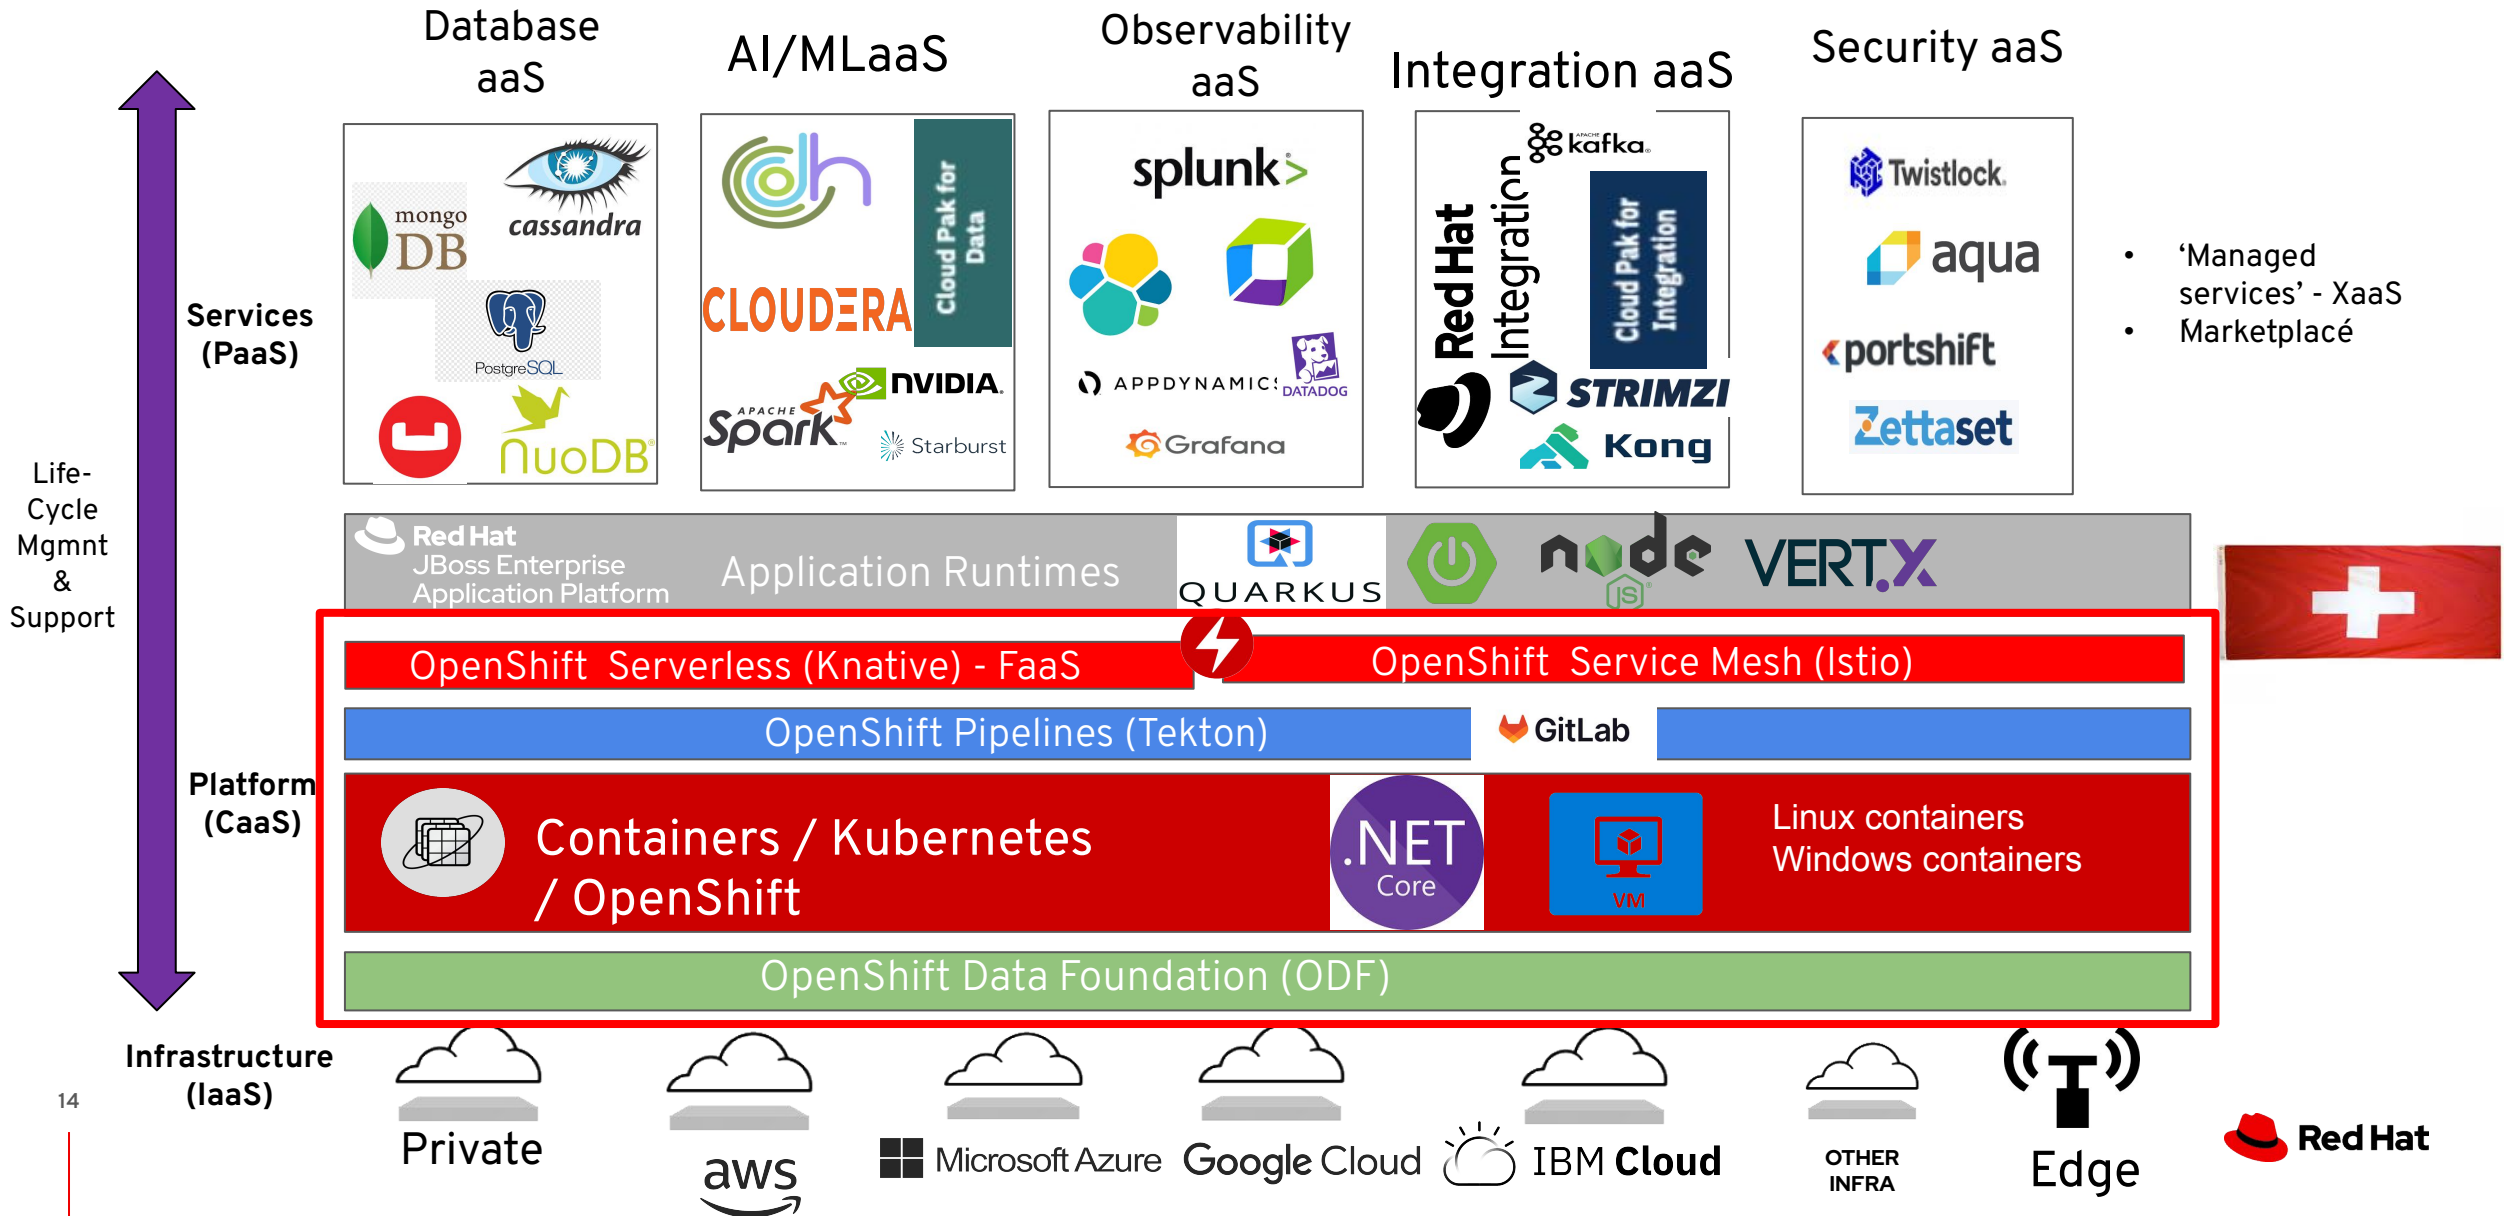 Database
aaS
AI/MLaaS
Observability
aaS
Integration aaS
Security aaS
Services
(PaaS)
mongo
DB
cassandra
PostgreSQL
NUODB®
Cloud Pak for
Data
CLOUDERA
APACHE
Spark™
NVIDIA.
Starburst
splunk>
APPDYNAMICS
DATADOG
Grafana
APACHE
kafka®
Red Hat
Integration
Cloud Pak for
Integration
STRIMZI
Kong
Twistlock.
aqua
portshift
Zettaset
• ‘Managed
services’ - XaaS
• Marketplacé
Life-
Cycle
Mgmnt
&
Support
Red Hat
JBoss Enterprise
Application Platform
Application Runtimes
QUARKUS
node
JS®
VERT.X
OpenShift Serverless (Knative) - FaaS
OpenShift Service Mesh (Istio)
OpenShift Pipelines (Tekton)
GitLab
Platform
(CaaS)
Containers / Kubernetes
/ OpenShift
.NET
Core
VM
Linux containers
Windows containers
OpenShift Data Foundation (ODF)
Infrastructure
(IaaS)
Private
aws
Microsoft Azure
Google Cloud
IBM Cloud
OTHER
INFRA
Edge
14
Red Hat